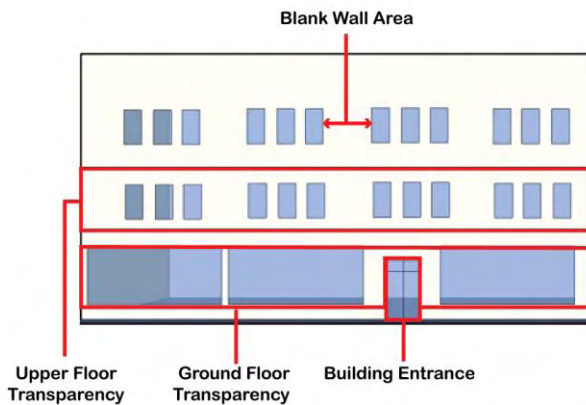 Blank Wall Area
Upper Floor
Transparency
Ground Floor
Transparency
Building Entrance